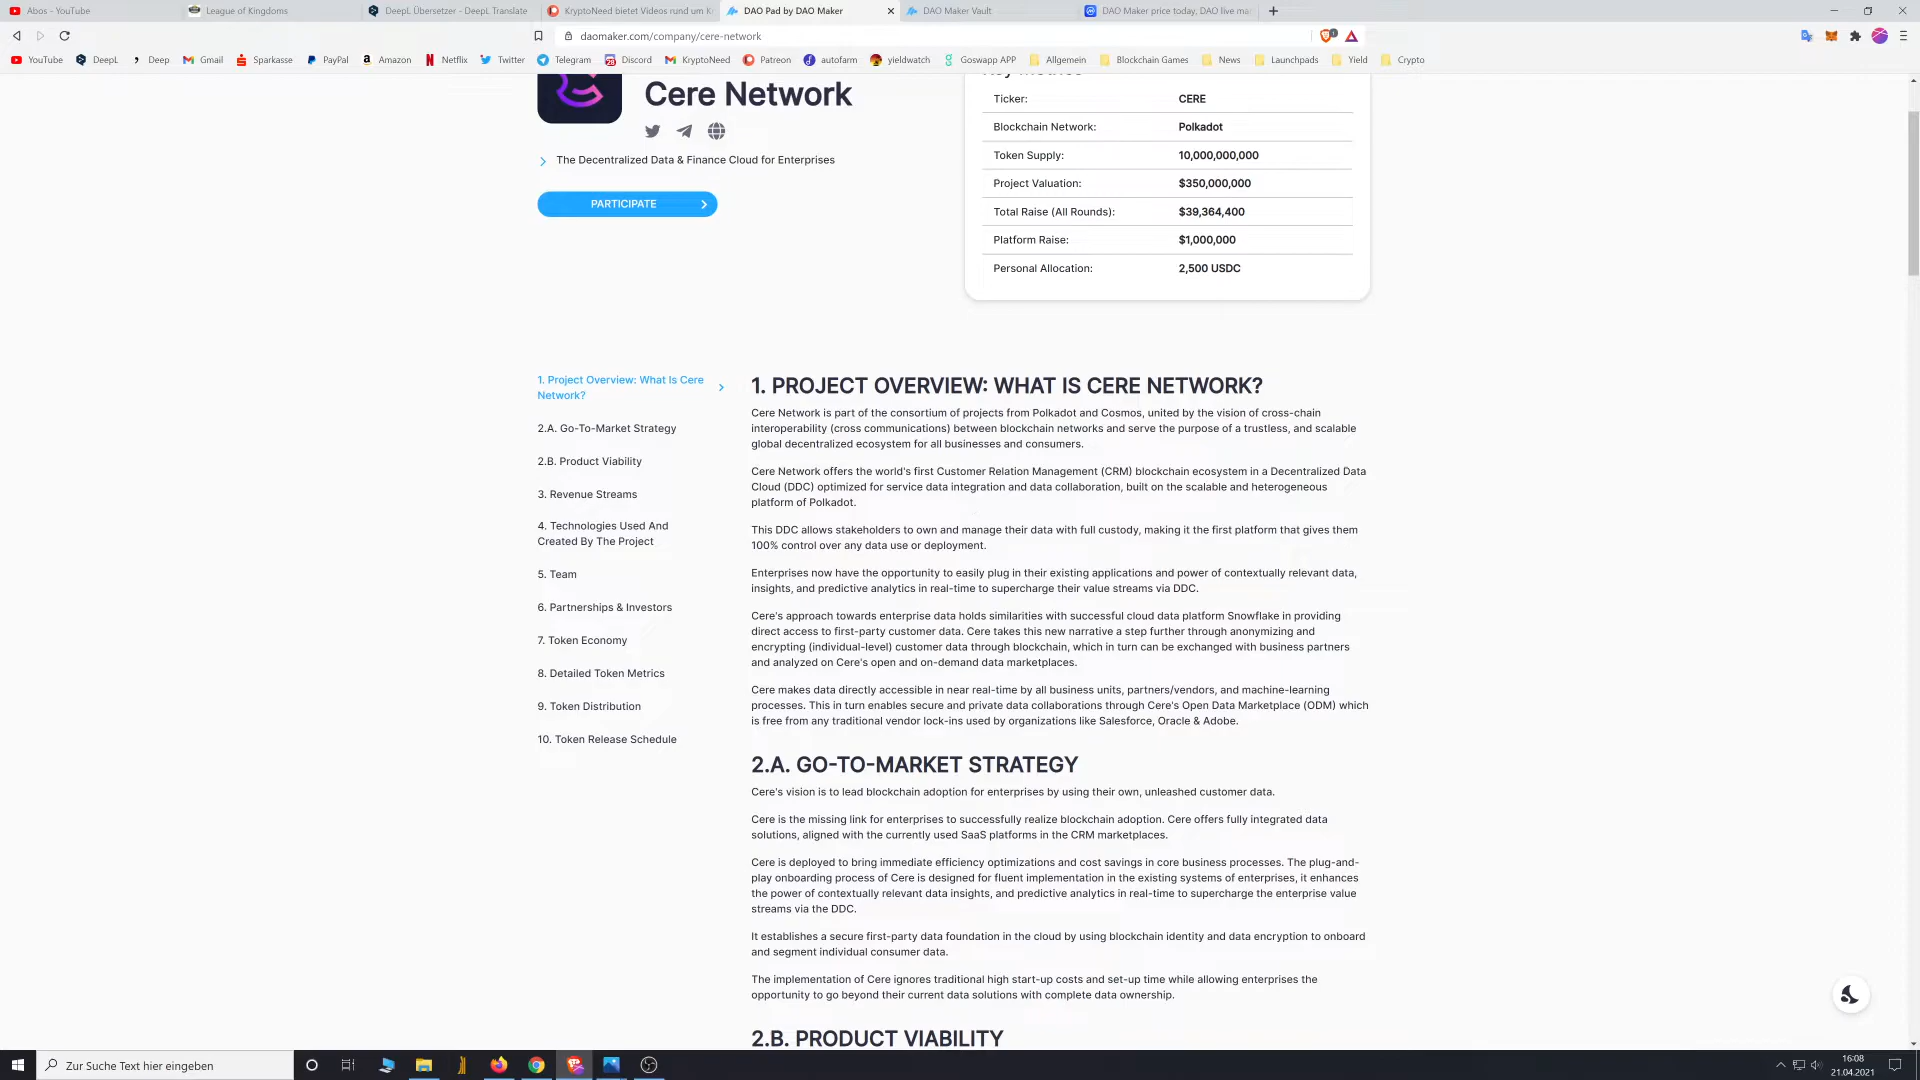 Abos - YouTube
League of Kingdoms
DeepL Übersetzer - DeepL Translate
KryptoNeed bietet Videos rund um K
DAO Pad by DAO Maker
DAO Maker Vault
DAO Maker price today, DAO live ma
daomaker.com/company/cere-network
YouTube
DeepL
Deep
Gmail
Sparkasse
PayPal
Amazon
Netflix
Twitter
Telegram
Discord
KryptoNeed
Patreon
autofarm
yieldwatch
Goswapp APP
Allgemein
Blockchain Games
News
Launchpads
Yield
Crypto
Cere Network
The Decentralized Data & Finance Cloud for Enterprises
PARTICIPATE
Ticker: CERE
Blockchain Network: Polkadot
Token Supply: 10,000,000,000
Project Valuation: $350,000,000
Total Raise (All Rounds): $39,364,400
Platform Raise: $1,000,000
Personal Allocation: 2,500 USDC
1. Project Overview: What Is Cere
Network?
2.A. Go-To-Market Strategy
2.B. Product Viability
3. Revenue Streams
4. Technologies Used And
Created By The Project
5. Team
6. Partnerships & Investors
7. Token Economy
8. Detailed Token Metrics
9. Token Distribution
10. Token Release Schedule
1. PROJECT OVERVIEW: WHAT IS CERE NETWORK?
Cere Network is part of the consortium of projects from Polkadot and Cosmos, united by the vision of cross-chain
interoperability (cross communications) between blockchain networks and serve the purpose of a trustless, and scalable
global decentralized ecosystem for all businesses and consumers.
Cere Network offers the world's first Customer Relation Management (CRM) blockchain ecosystem in a Decentralized Data
Cloud (DDC) optimized for service data integration and data collaboration, built on the scalable and heterogeneous
platform of Polkadot.
This DDC allows stakeholders to own and manage their data with full custody, making it the first platform that gives them
100% control over any data use or deployment.
Enterprises now have the opportunity to easily plug in their existing applications and power of contextually relevant data,
insights, and predictive analytics in real-time to supercharge their value streams via DDC.
Cere's approach towards enterprise data holds similarities with successful cloud data platform Snowflake in providing
direct access to first-party customer data. Cere takes this new narrative a step further through anonymizing and
encrypting (individual-level) customer data through blockchain, which in turn can be exchanged with business partners
and analyzed on Cere's open and on-demand data marketplaces.
Cere makes data directly accessible in near real-time by all business units, partners/vendors, and machine-learning
processes. This in turn enables secure and private data collaborations through Cere's Open Data Marketplace (ODM) which
is free from any traditional vendor lock-ins used by organizations like Salesforce, Oracle & Adobe.
2.A. GO-TO-MARKET STRATEGY
Cere's vision is to lead blockchain adoption for enterprises by using their own, unleashed customer data.
Cere is the missing link for enterprises to successfully realize blockchain adoption. Cere offers fully integrated data
solutions, aligned with the currently used SaaS platforms in the CRM marketplaces.
Cere is deployed to bring immediate efficiency optimizations and cost savings in core business processes. The plug-and-
play onboarding process of Cere is designed for fluent implementation in the existing systems of enterprises, it enhances
the power of contextually relevant data insights, and predictive analytics in real-time to supercharge the enterprise value
streams via the DDC.
It establishes a secure first-party data foundation in the cloud by using blockchain identity and data encryption to onboard
and segment individual consumer data.
The implementation of Cere ignores traditional high start-up costs and set-up time while allowing enterprises the
opportunity to go beyond their current data solutions with complete data ownership.
2.B. PRODUCT VIABILITY
Zur Suche Text hier eingeben
16:08
21.04.2021